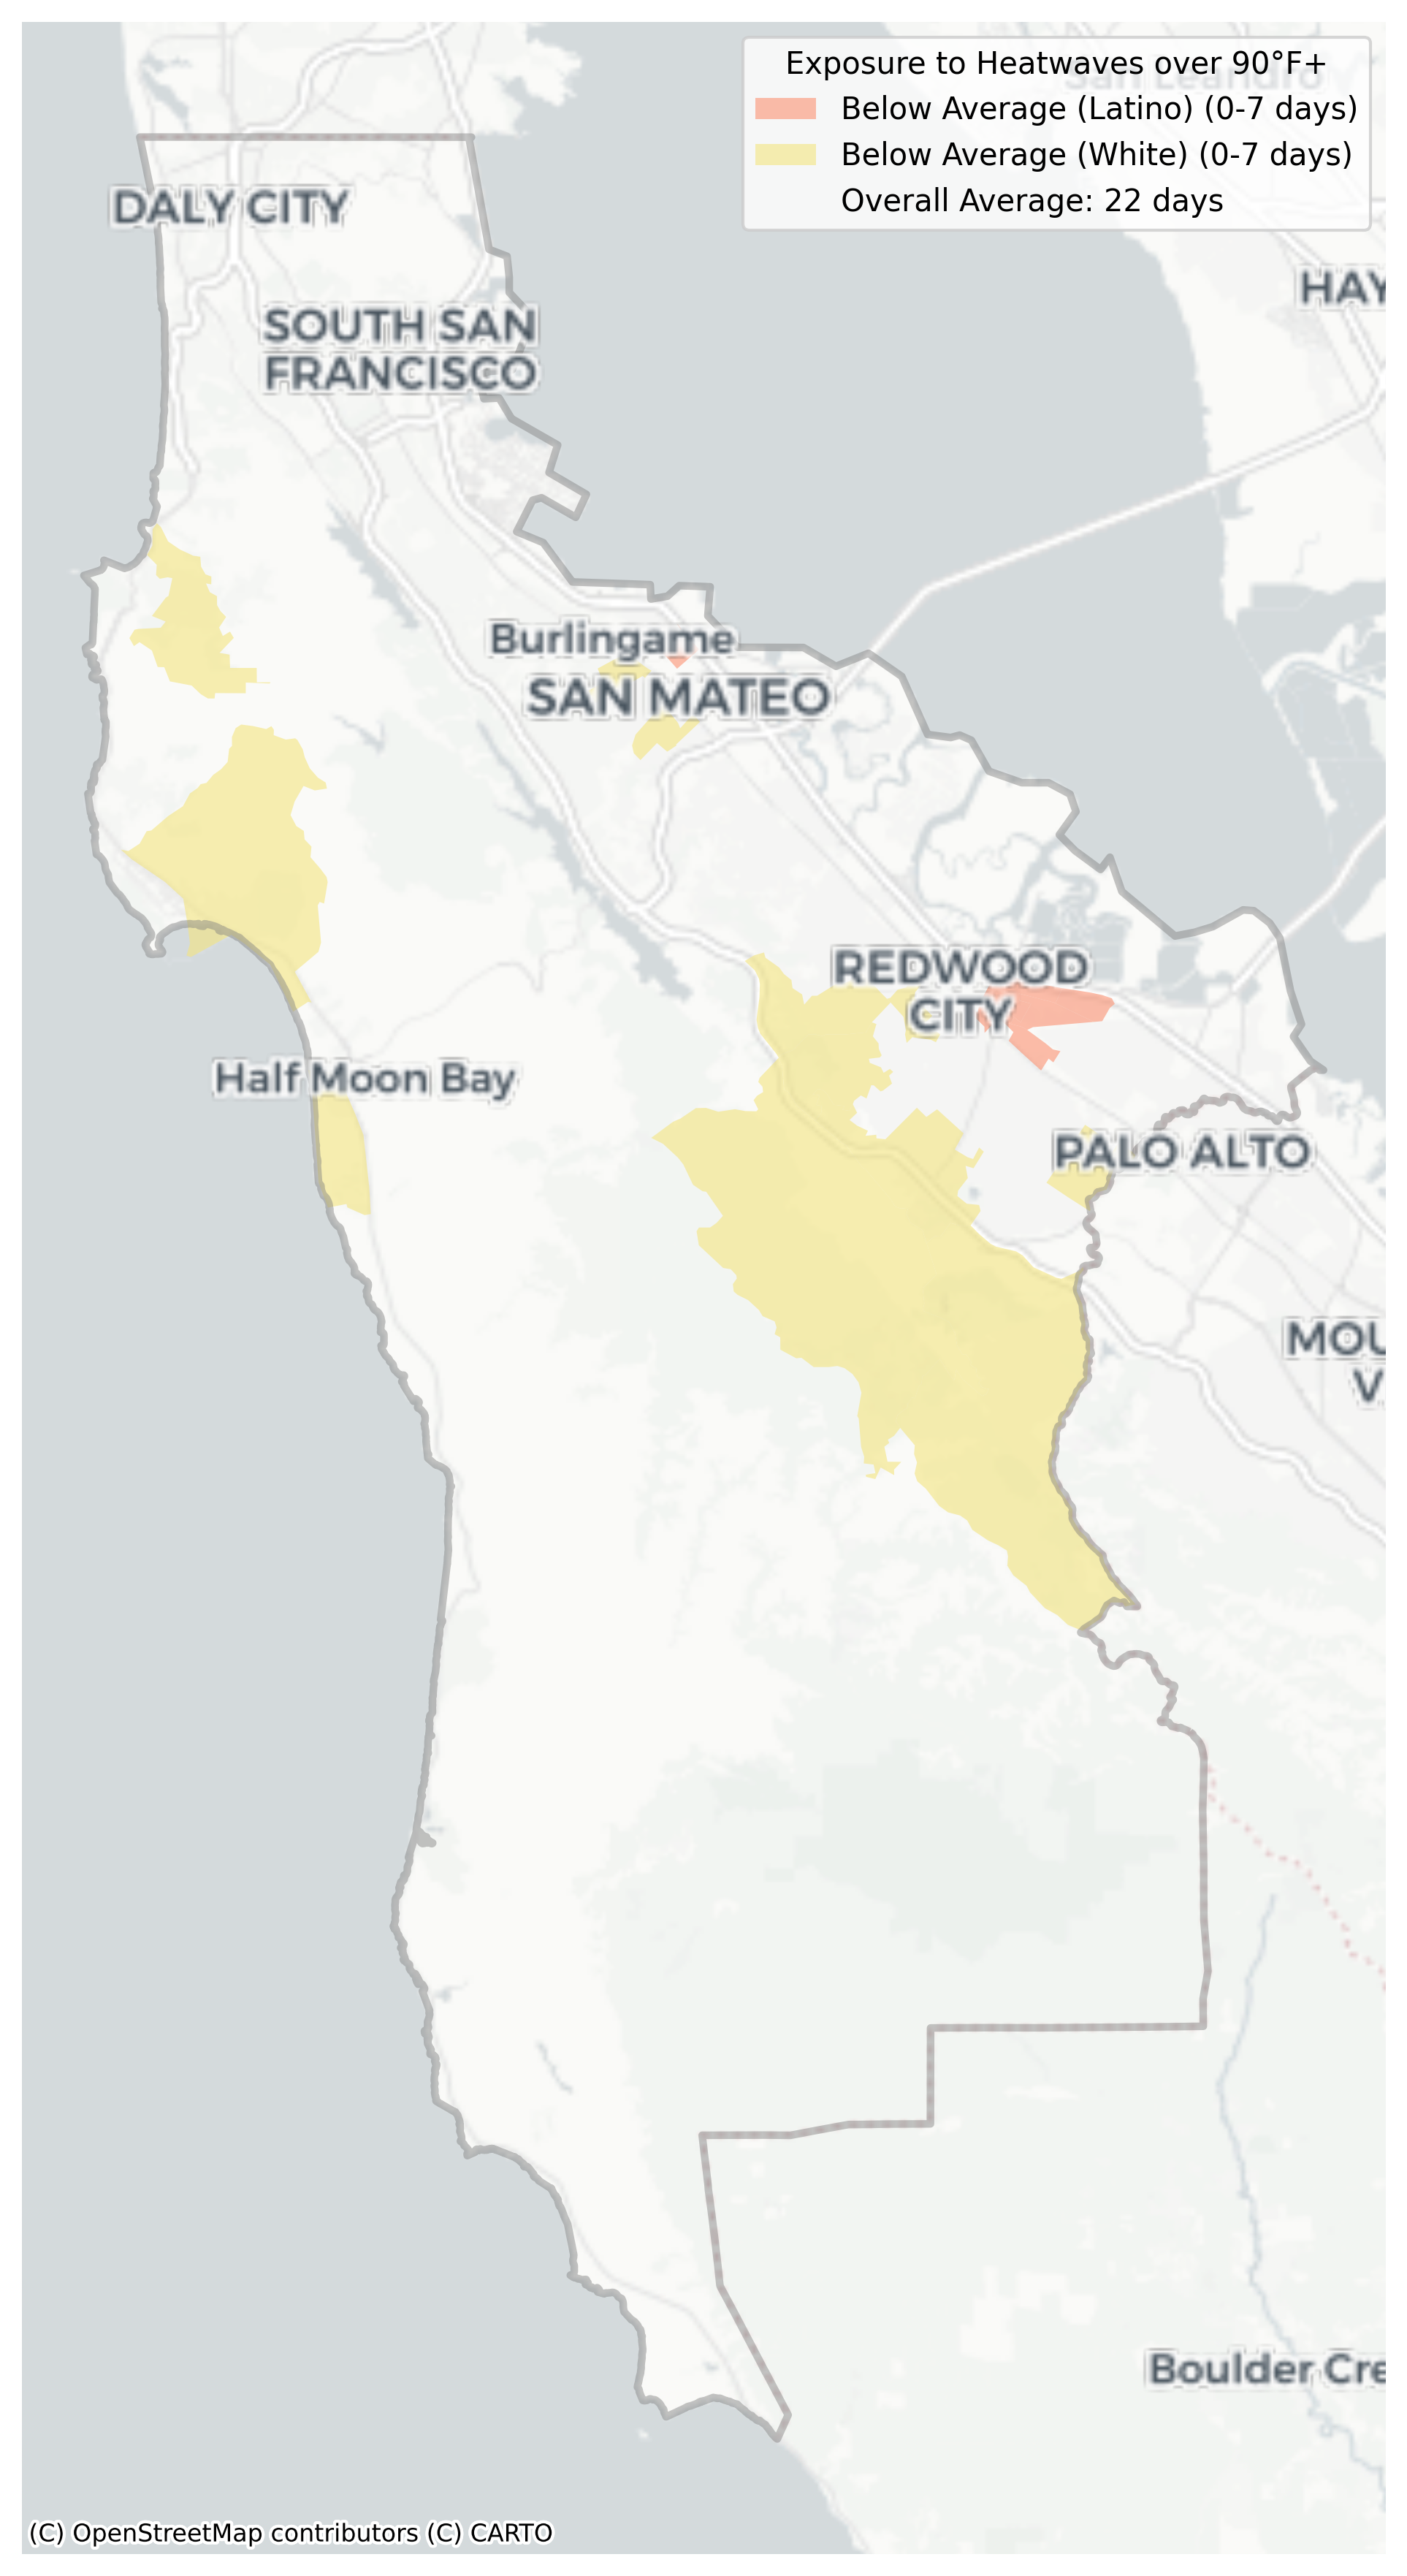 Exposure to Heatwaves over 90°F+
San Leandro
Below Average (Latino) (0-7 days)
Below Average (White) (0-7 days)
Overall Average: 22 days
DALY CITY
HAY
SOUTH SAN
FRANCISCO
Burlingame
SAN MATEO
REDWOOD
CITY
Half Moon Bay
PALO ALTO
MOU
V
Boulder Cre
(C) OpenStreetMap contributors (C) CARTO